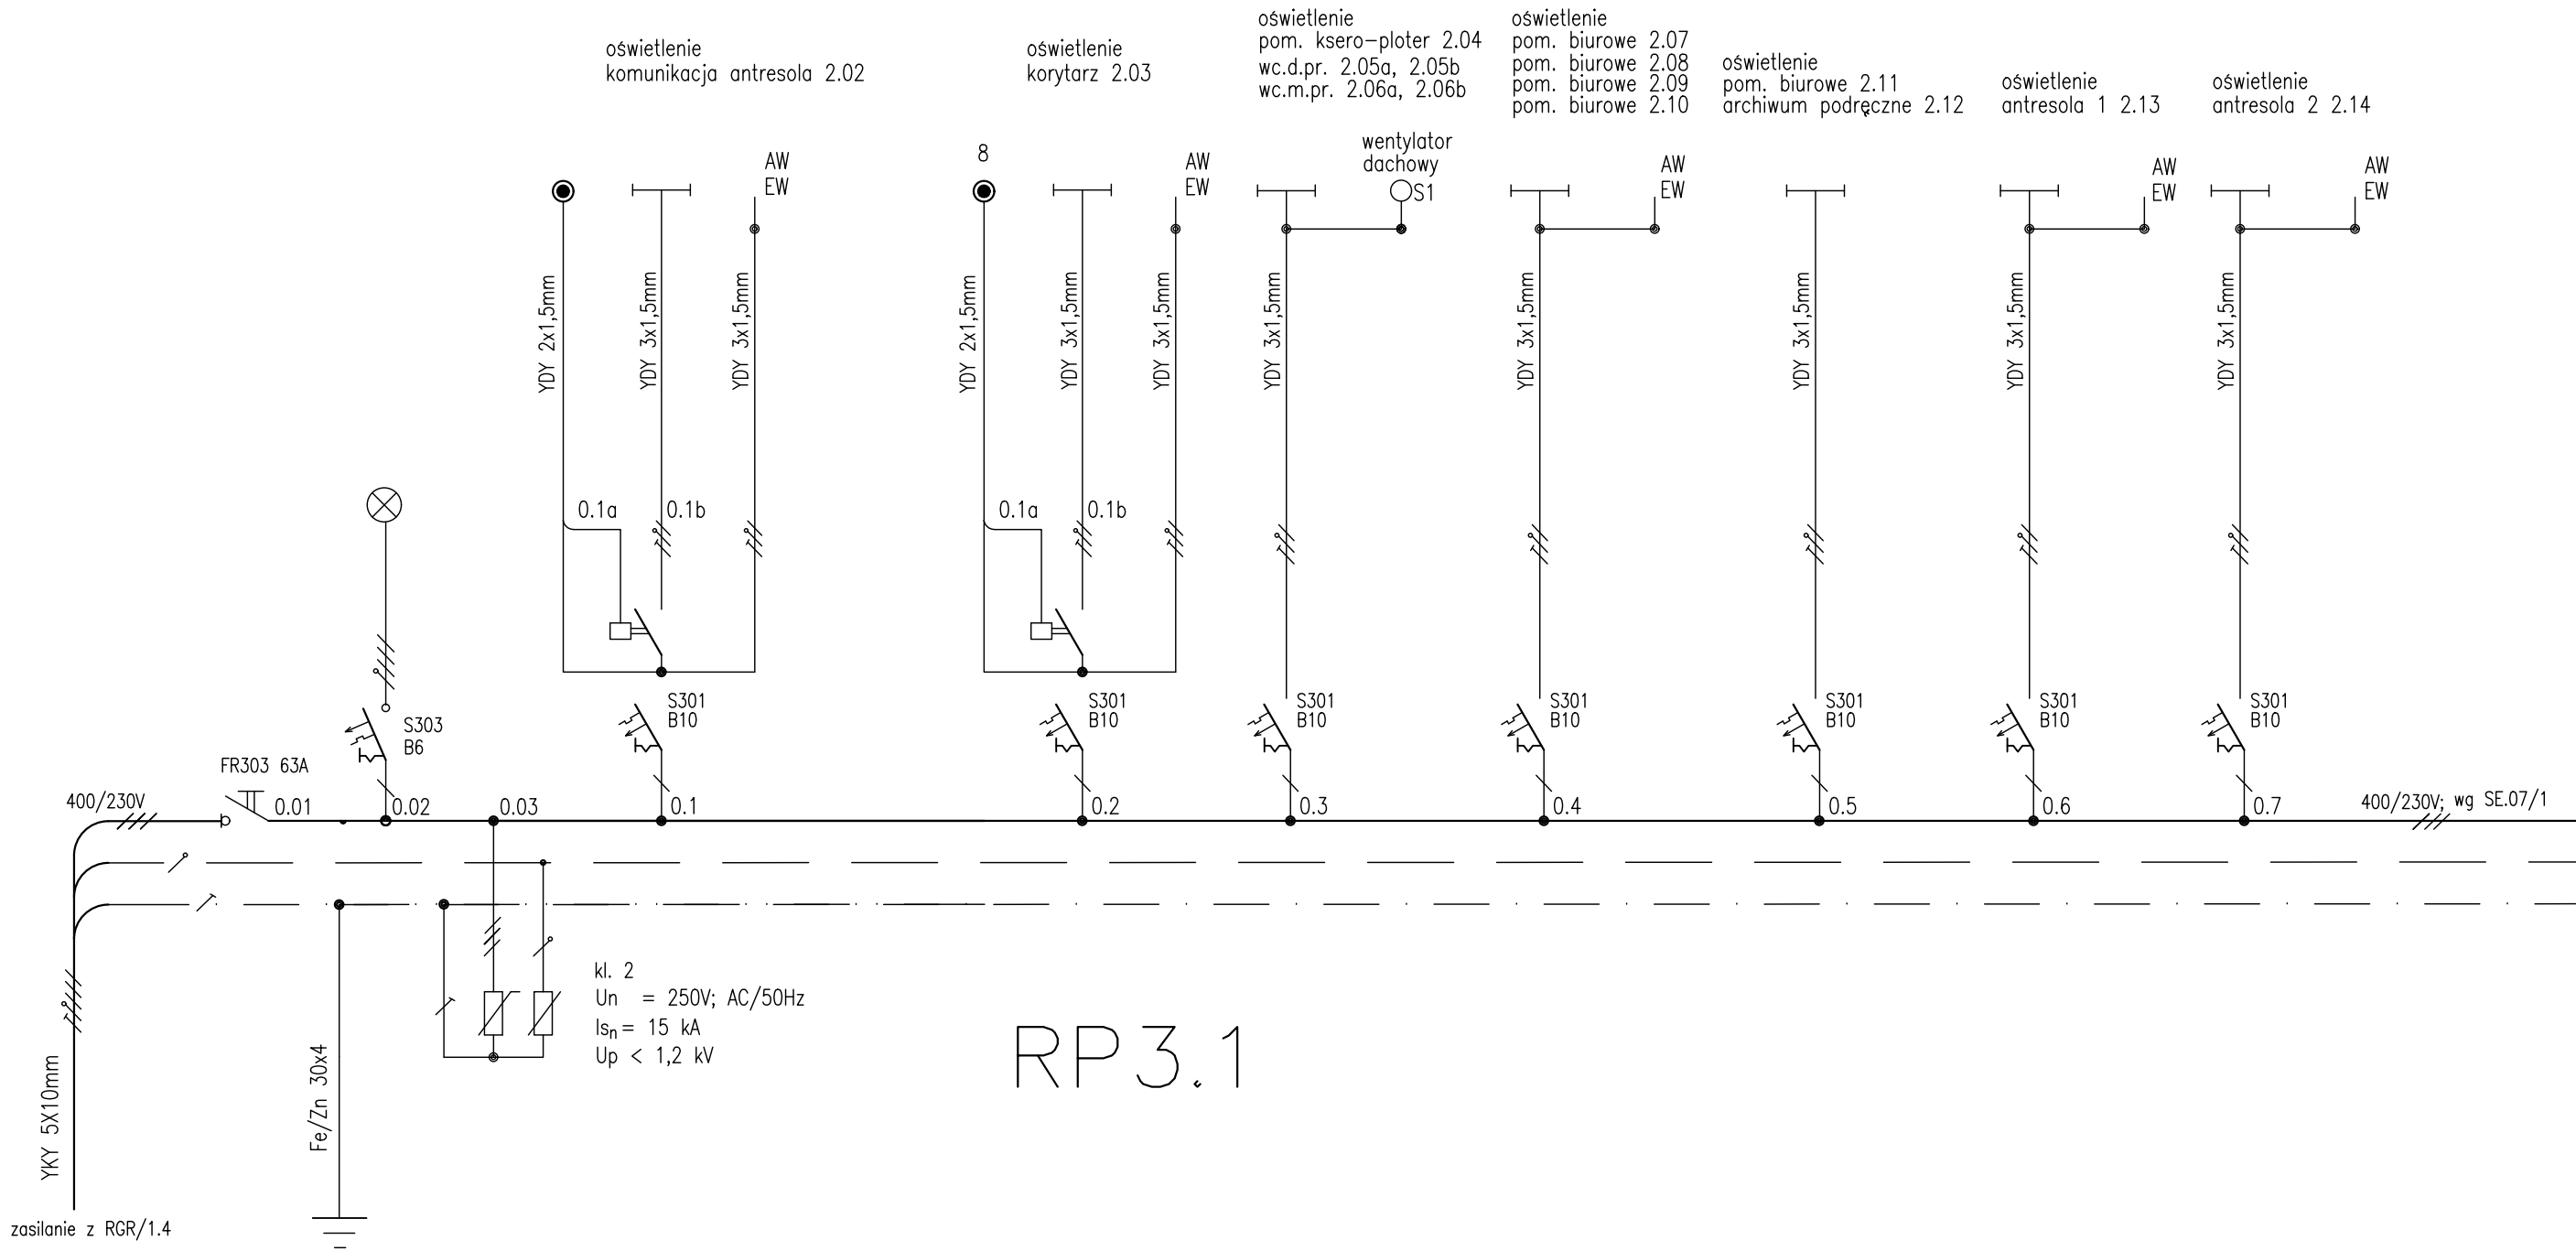 oświetlenie
komunikacja antresola 2.02
oświetlenie
korytarz 2.03
oświetlenie
pom. ksero-ploter 2.04
wc.d.pr. 2.05a, 2.05b
wc.m.pr. 2.06a, 2.06b
oświetlenie
pom. biurowe 2.07
pom. biurowe 2.08
pom. biurowe 2.09
pom. biurowe 2.10
oświetlenie
pom. biurowe 2.11
archiwum podręczne 2.12
oświetlenie
antresola 1 2.13
oświetlenie
antresola 2 2.14
AW
EW
8
AW
EW
wentylator
dachowy
S1
AW
EW
AW
EW
AW
EW
YDY 2x1,5mm
YDY 3x1,5mm
YDY 3x1,5mm
YDY 2x1,5mm
YDY 3x1,5mm
YDY 3x1,5mm
YDY 3x1,5mm
YDY 3x1,5mm
YDY 3x1,5mm
YDY 3x1,5mm
YDY 3x1,5mm
0.1a
0.1b
0.1a
0.1b
S303
B6
S301
B10
S301
B10
S301
B10
S301
B10
S301
B10
S301
B10
S301
B10
FR303 63A
400/230V
0.01
0.02
0.03
0.1
0.2
0.3
0.4
0.5
0.6
0.7
400/230V; wg SE.07/1
kl. 2
Un = 250V; AC/50Hz
Isn= 15 kA
Up < 1,2 kV
RP3.1
YKY 5X10mm
Fe/Zn 30x4
zasilanie z RGR/1.4